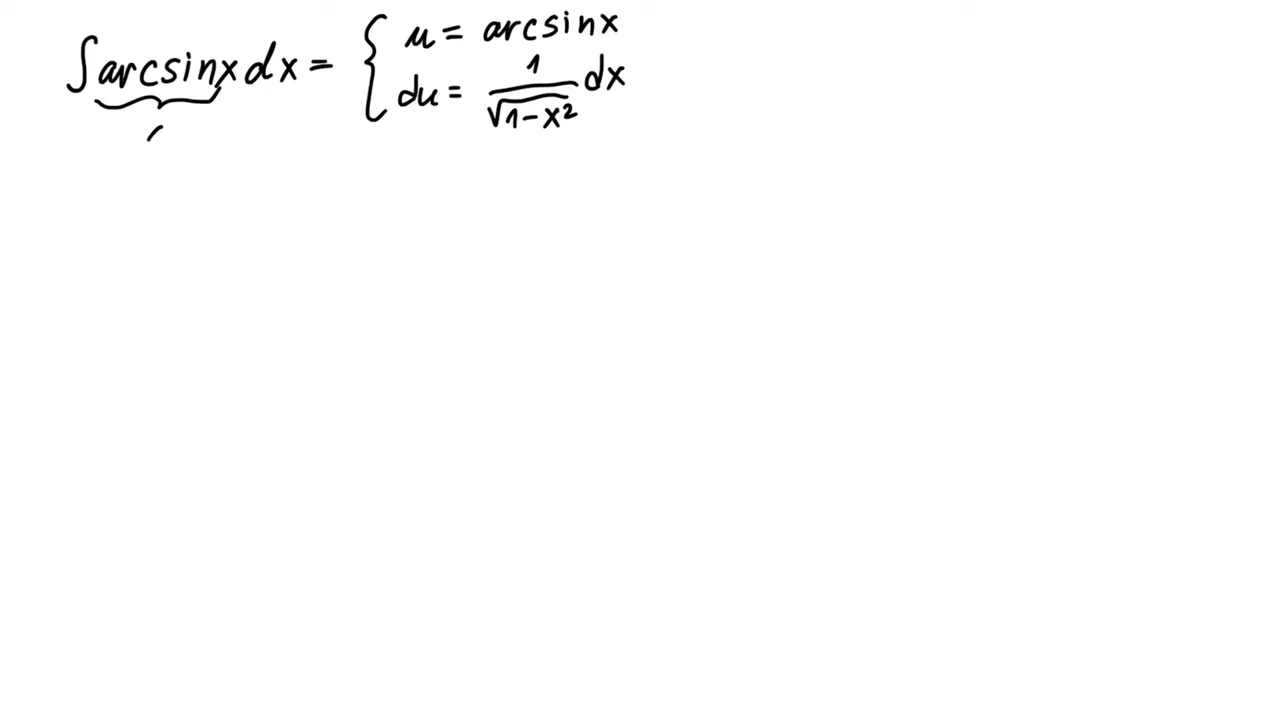 ∫ arcsinx dx = { u = arcsinx
du = 1/√(1-x²) dx